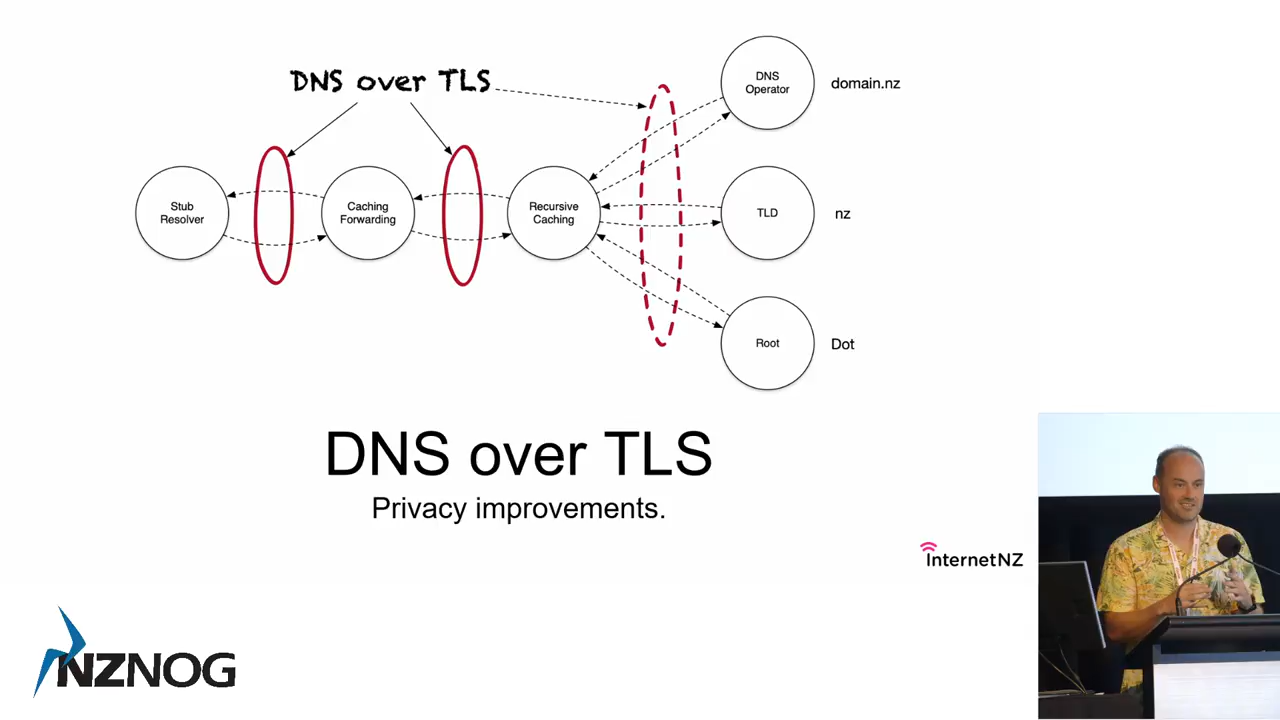 DNS over TLS
DNS
Operator
domain.nz
Stub
Resolver
Caching
Forwarding
Recursive
Caching
TLD
nz
Root
Dot
DNS over TLS
Privacy improvements.
InternetNZ
NZNOG